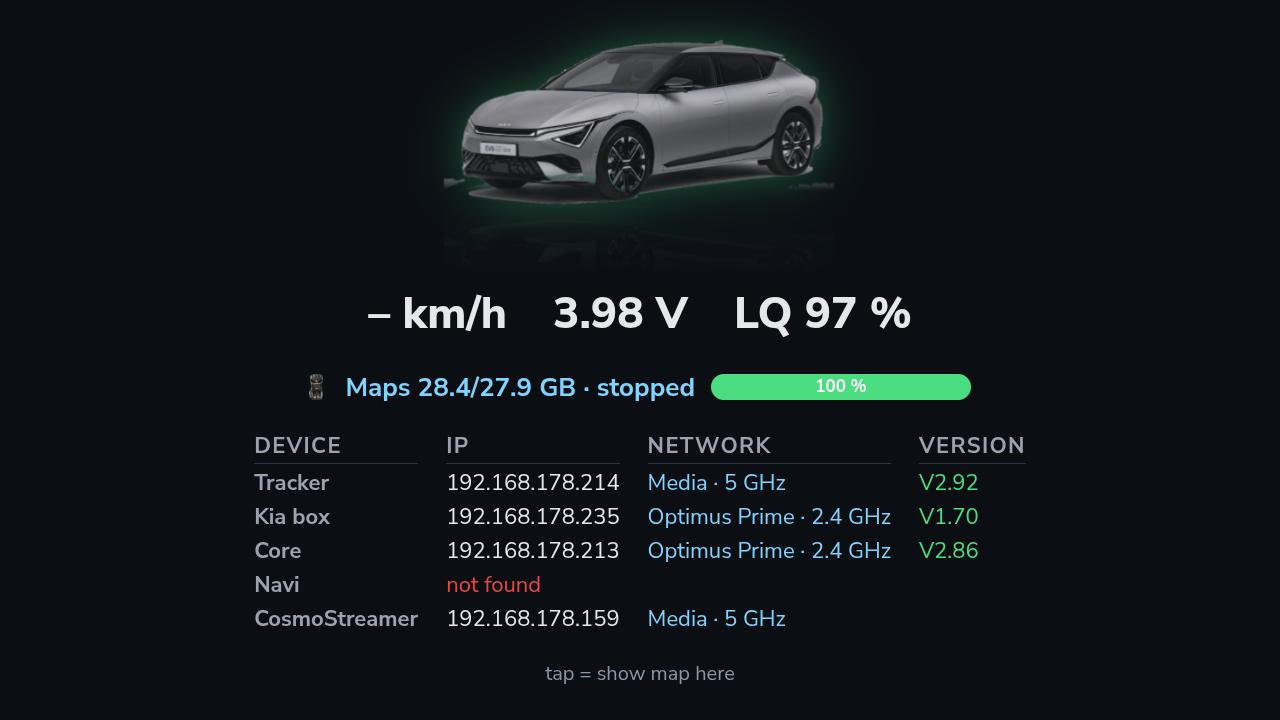 – km/h 3.98 V LQ 97 %
Maps 28.4/27.9 GB · stopped 100 %
DEVICE IP NETWORK VERSION
Tracker 192.168.178.214 Media · 5 GHz V2.92
Kia box 192.168.178.235 Optimus Prime · 2.4 GHz V1.70
Core 192.168.178.213 Optimus Prime · 2.4 GHz V2.86
Navi not found
CosmoStreamer 192.168.178.159 Media · 5 GHz
tap = show map here